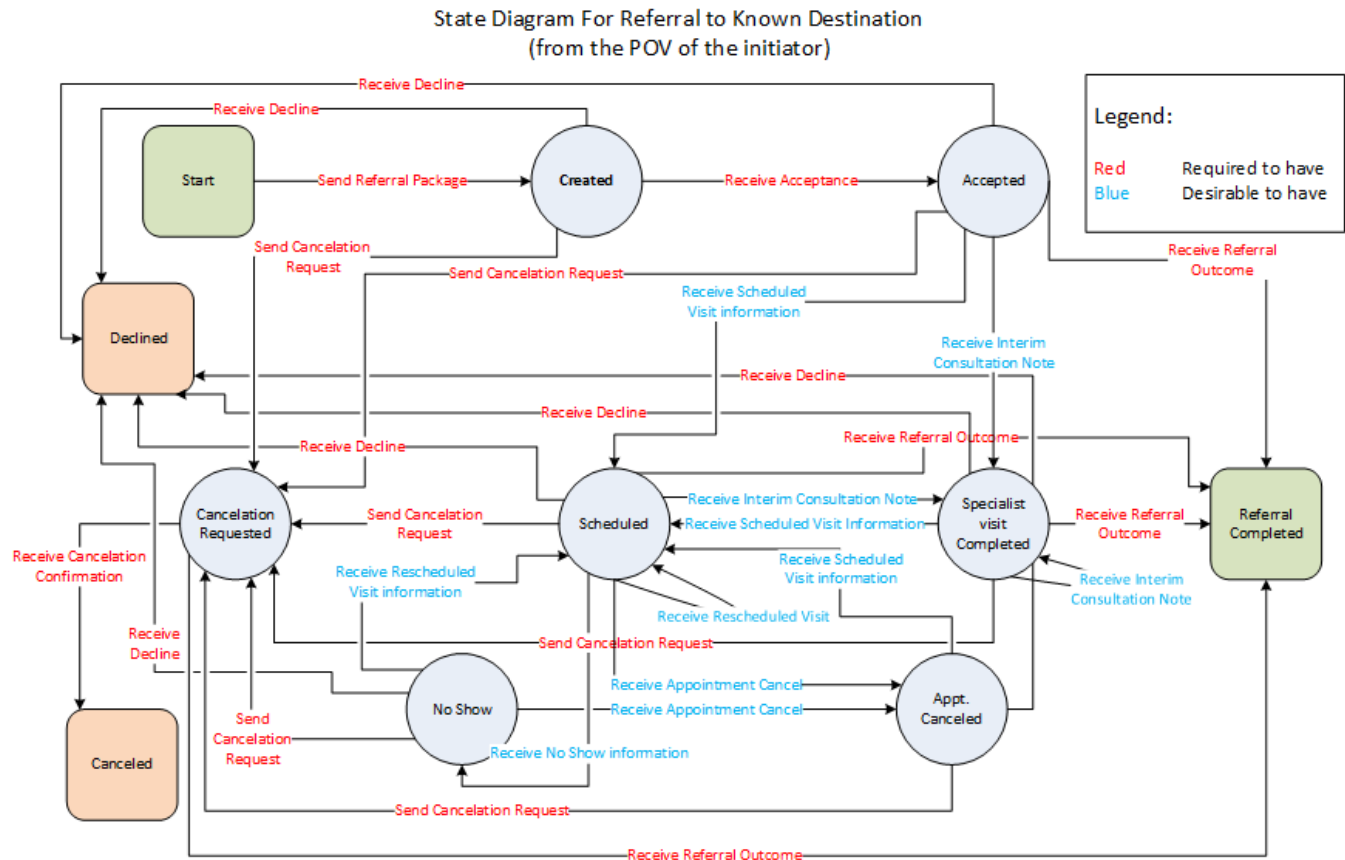 State Diagram For Referral to Known Destination
(from the POV of the initiator)
Receive Decline
Receive Decline
Legend:
Red Required to have
Blue Desirable to have
Start
Send Referral Package
Created
Receive Acceptance
Accepted
Send Cancelation
Request
Send Cancelation Request
Receive Referral
Outcome
Receive Scheduled
Visit information
Declined
Receive Interim
Consultation Note
Receive Decline
Receive Decline
Receive Decline
Receive Referral Outcome
Cancelation
Requested
Send Cancelation
Request
Scheduled
Receive Interim Consultation Note
Receive Scheduled Visit Information
Specialist
visit
Completed
Receive Referral
Outcome
Referral
Completed
Receive Cancelation
Confirmation
Receive Rescheduled
Visit information
Receive Scheduled
Visit information
Receive Interim
Consultation Note
Receive Rescheduled Visit
Receive
Decline
Send Cancelation Request
Receive Appointment Cancel
Receive Appointment Cancel
No Show
Appt.
Canceled
Send
Cancelation
Request
Receive No Show information
Canceled
Send Cancelation Request
Receive Referral Outcome